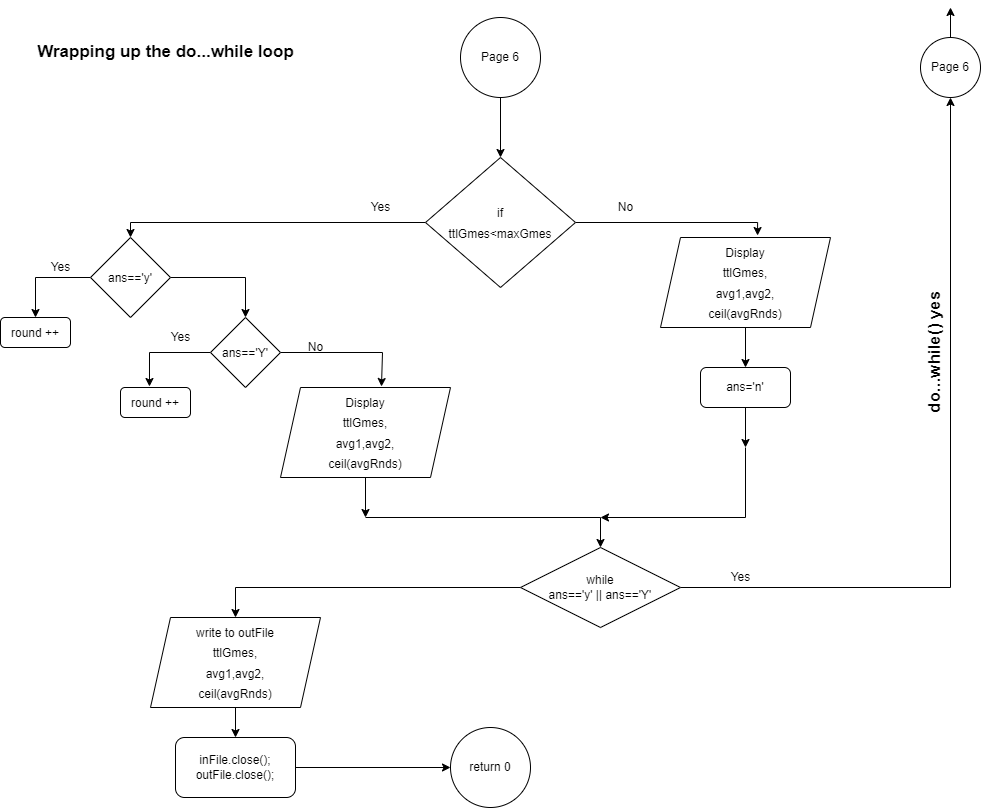 Wrapping up the do...while loop
Page 6
Page 6
if
ttlGmes<maxGmes
Yes
No
ans=='y'
Yes
round ++
ans=='Y'
Yes
No
round ++
Display
ttlGmes,
avg1,avg2,
ceil(avgRnds)
Display
ttlGmes,
avg1,avg2,
ceil(avgRnds)
ans='n'
do...while() yes
while
ans=='y' || ans=='Y'
Yes
write to outFile
ttlGmes,
avg1,avg2,
ceil(avgRnds)
inFile.close();
outFile.close();
return 0